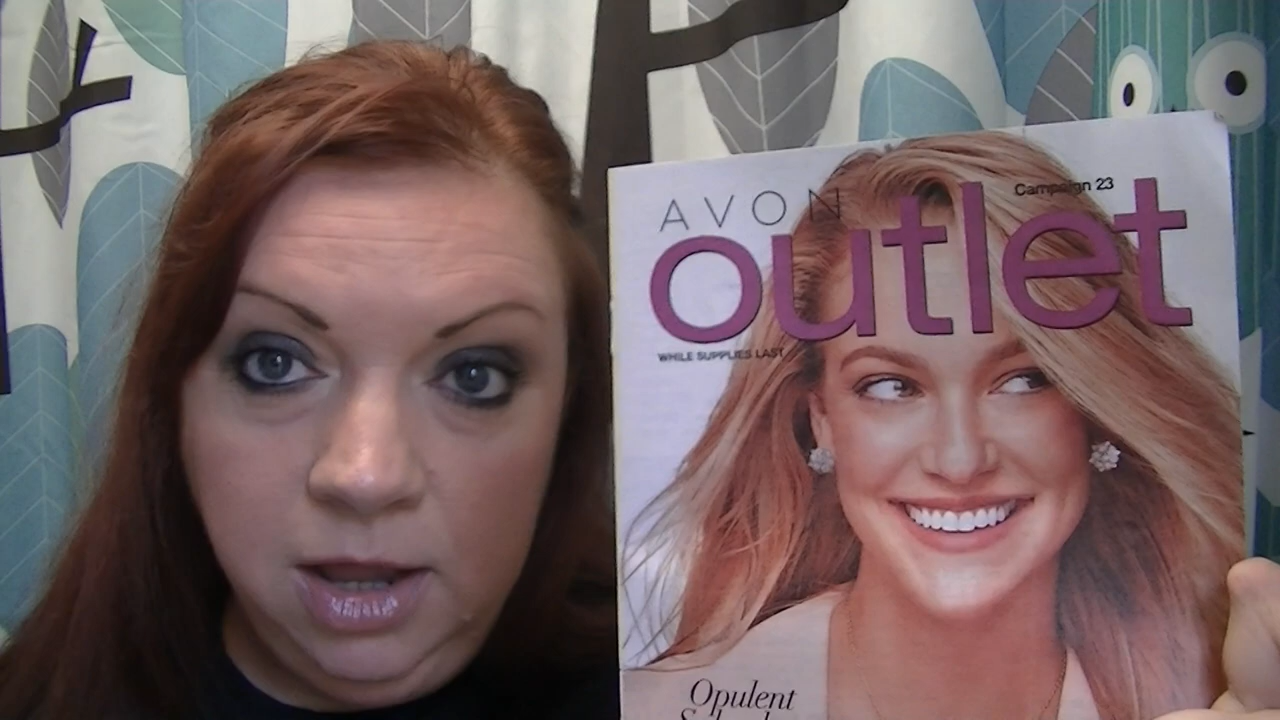 AVON
Campaign 23
outlet
WHILE SUPPLIES LAST
Opulent